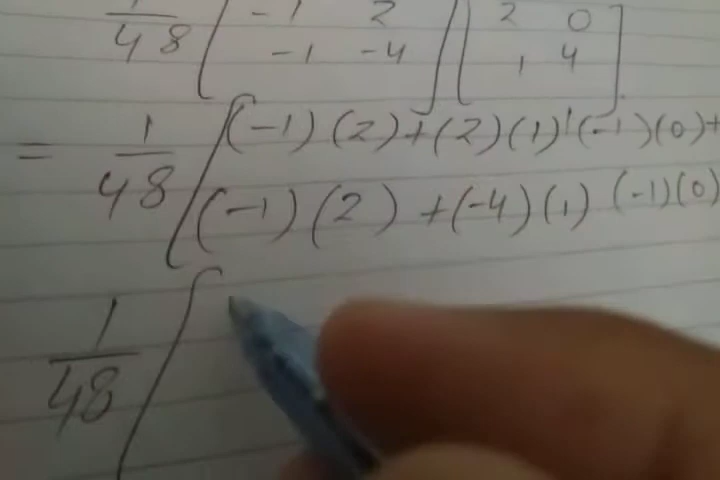 1/48 [ -1 2 ] [ 2 0 ]
-1 -4 1 4
= 1/48 [ (-1)(2)+(2)(1) (-1)(0)+
(-1)(2) +(-4)(1) (-1)(0)
1/48 [